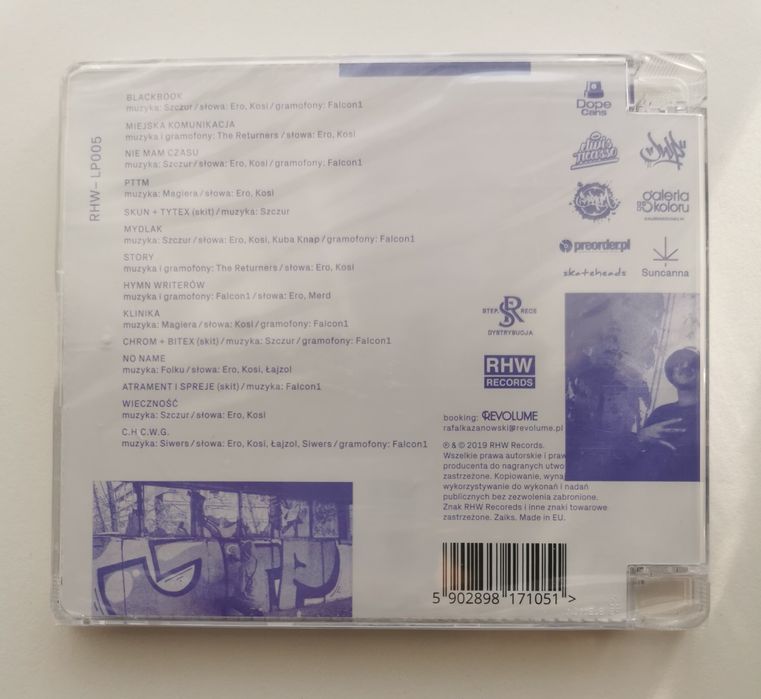 RHW–LP005
BLACKBOOK
muzyka: Szczur/słowa: Ero, Kosi/gramofony: Falcon1
MIEJSKA KOMUNIKACJA
muzyka i gramofony: The Returners/słowa: Ero, Kosi
NIE MAM CZASU
muzyka: Szczur/słowa: Ero, Kosi/gramofony: Falcon1
PTTM
muzyka: Magiera/słowa: Ero, Kosi
SKUN + TYTEX (skit)/muzyka: Szczur
MYDLAK
muzyka: Szczur/słowa: Ero, Kosi, Kuba Knap/gramofony: Falcon1
STORY
muzyka i gramofony: The Returners/słowa: Ero, Kosi
HYMN WRITERÓW
muzyka i gramofony: Falcon1/słowa: Ero, Merd
KLINIKA
muzyka: Magiera/słowa: Kosi/gramofony: Falcon1
CHROM + BITEX (skit)/muzyka: Szczur/gramofony: Falcon1
NO NAME
muzyka: Folku/słowa: Ero, Kosi, Łajzol
ATRAMENT I SPREJE (skit)/muzyka: Falcon1
WIECZNOŚĆ
muzyka: Szczur/słowa: Ero, Kosi
C.H C.W.G.
muzyka: Siwers/słowa: Ero, Kosi, Łajzol, Siwers/gramofony: Falcon1
Dope
Cans
galeria
koloru
preorder.pl
skateheads
Suncanna
STEP RECS
DYSTRYBUCJA
RHW
RECORDS
booking: REVOLUME
rafalkazanowski@revolume.pl
℗ & © 2019 RHW Records.
Wszelkie prawa autorskie i praw
producenta do nagranych utwo
zastrzeżone. Kopiowanie, wyna
wykorzystywanie do wykonań i nadań
publicznych bez zezwolenia zabronione.
Znak RHW Recoreds i inne znaki towarowe
zastrzeżone. Zaiks. Made in EU.
5 902898 171051 >